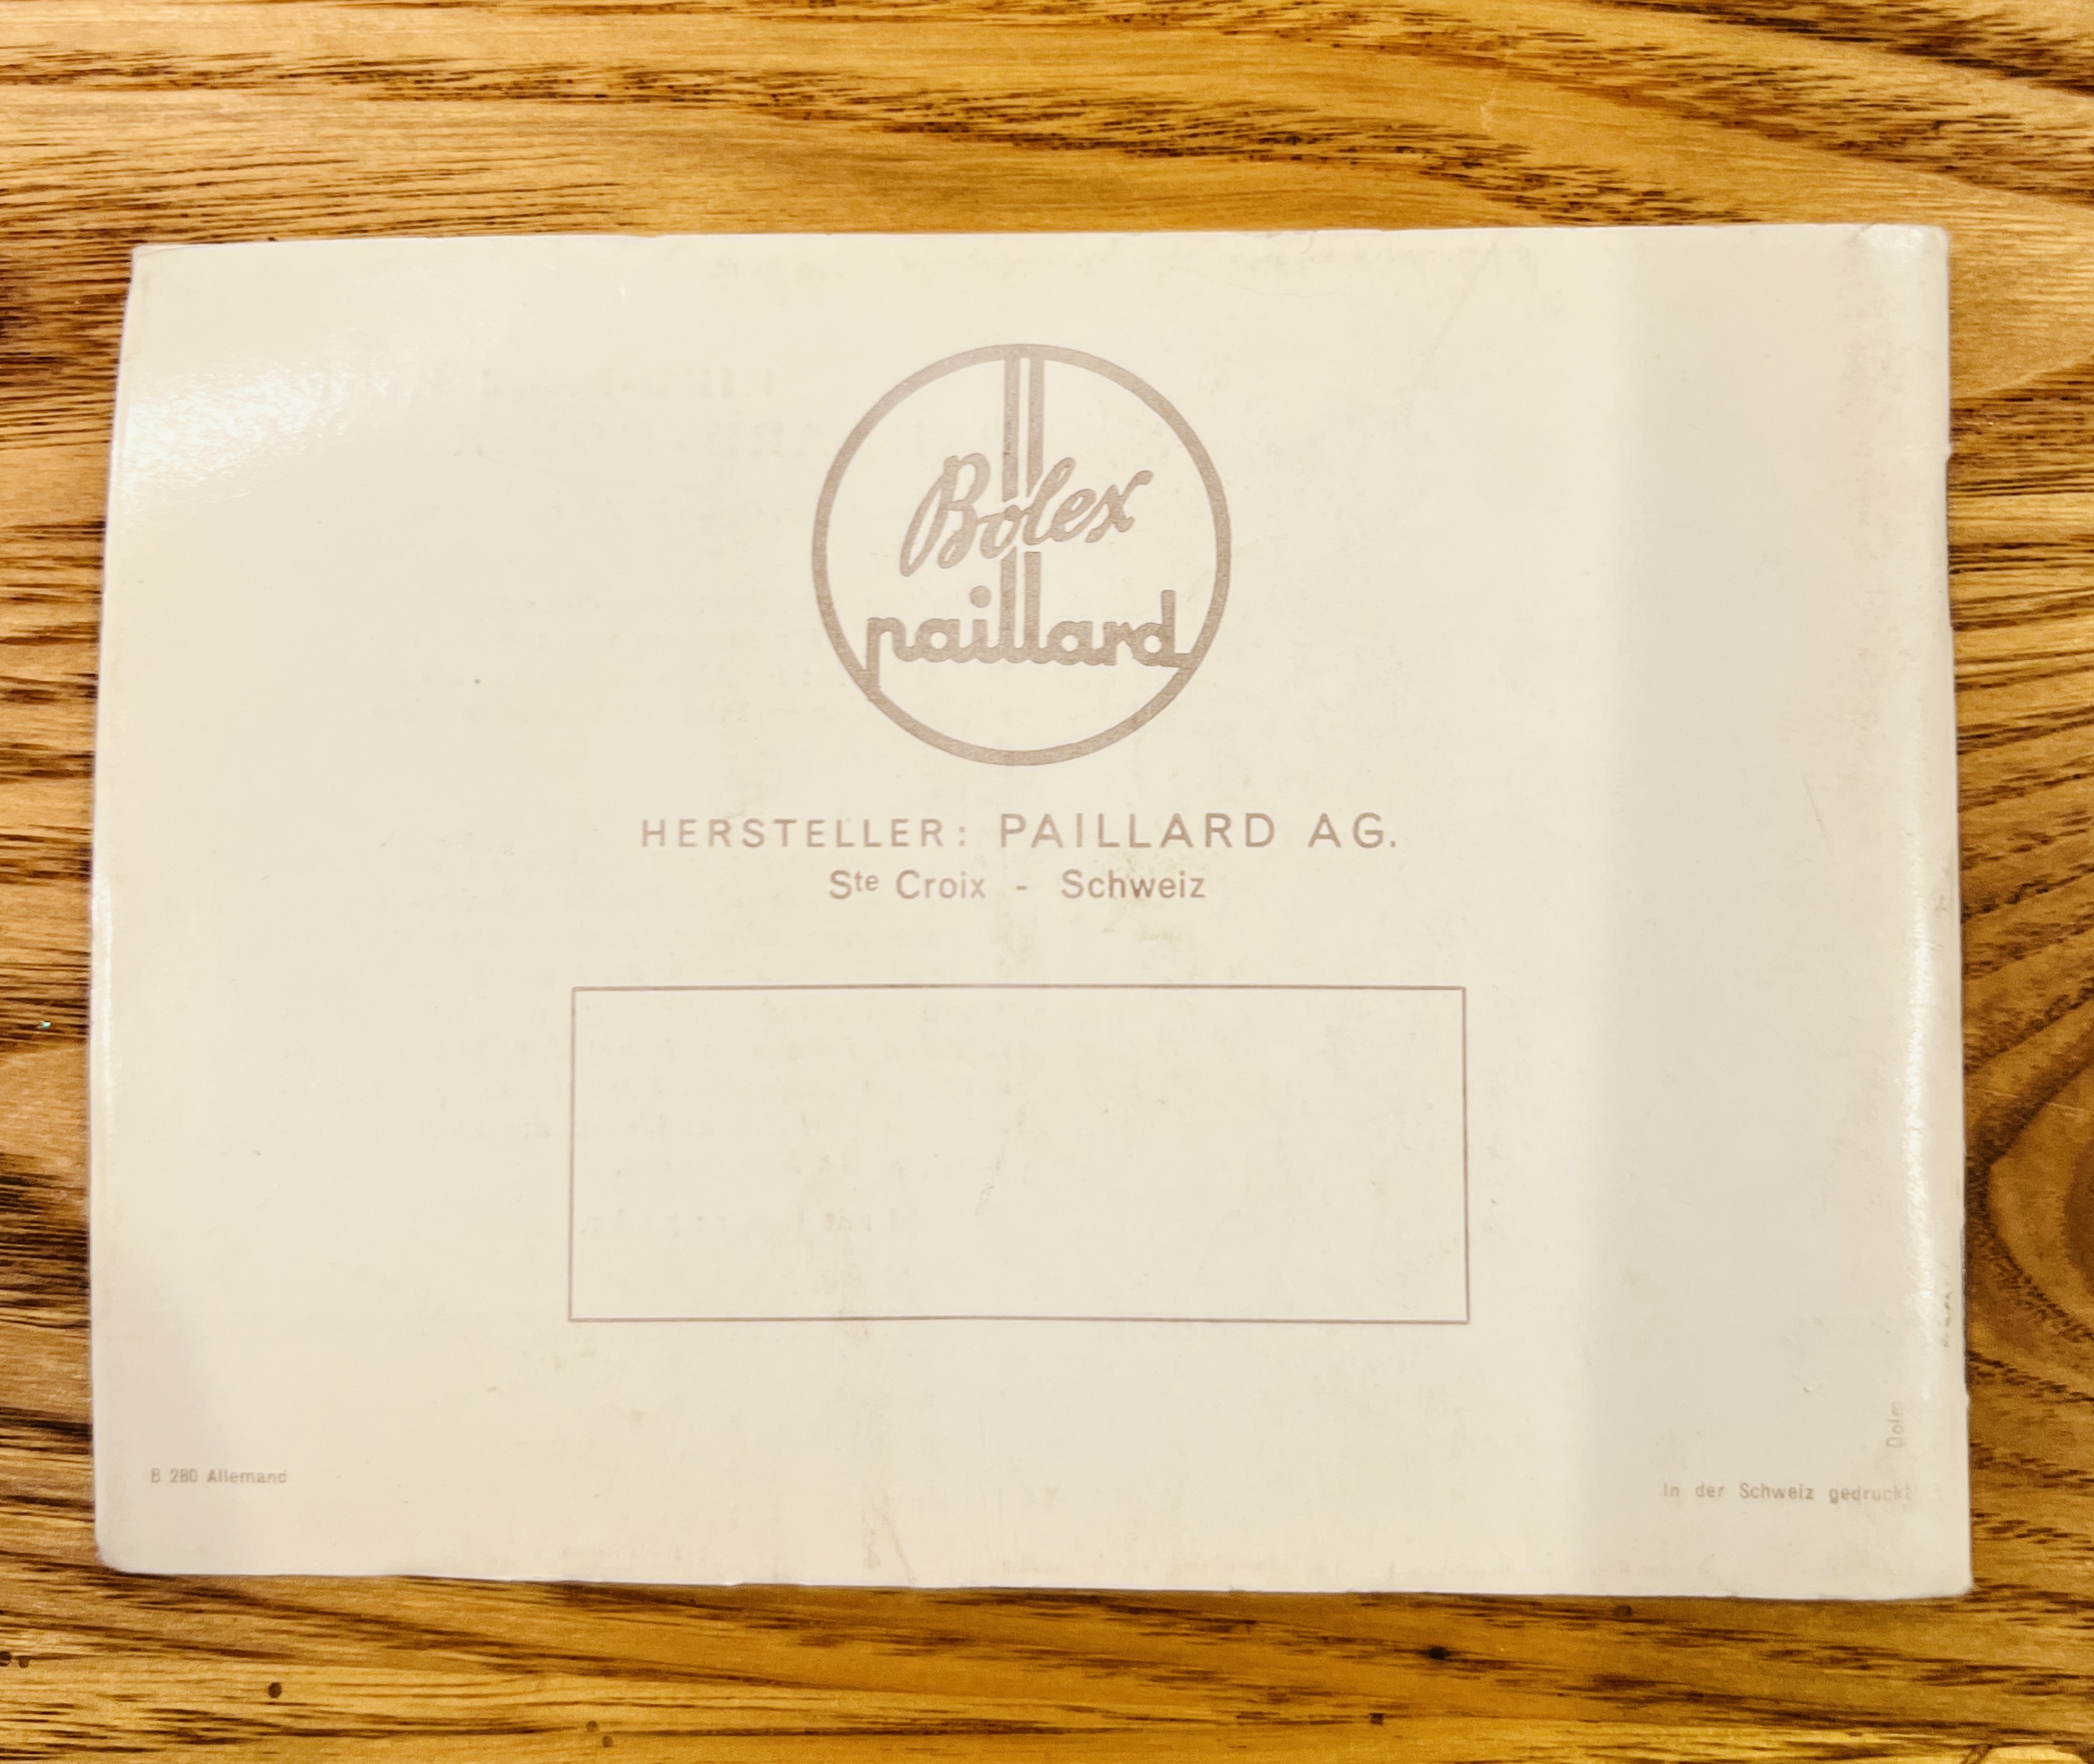 Bolex
paillard
HERSTELLER: PAILLARD AG.
Ste Croix - Schweiz
B 280 Allemand
In der Schweiz gedruckt